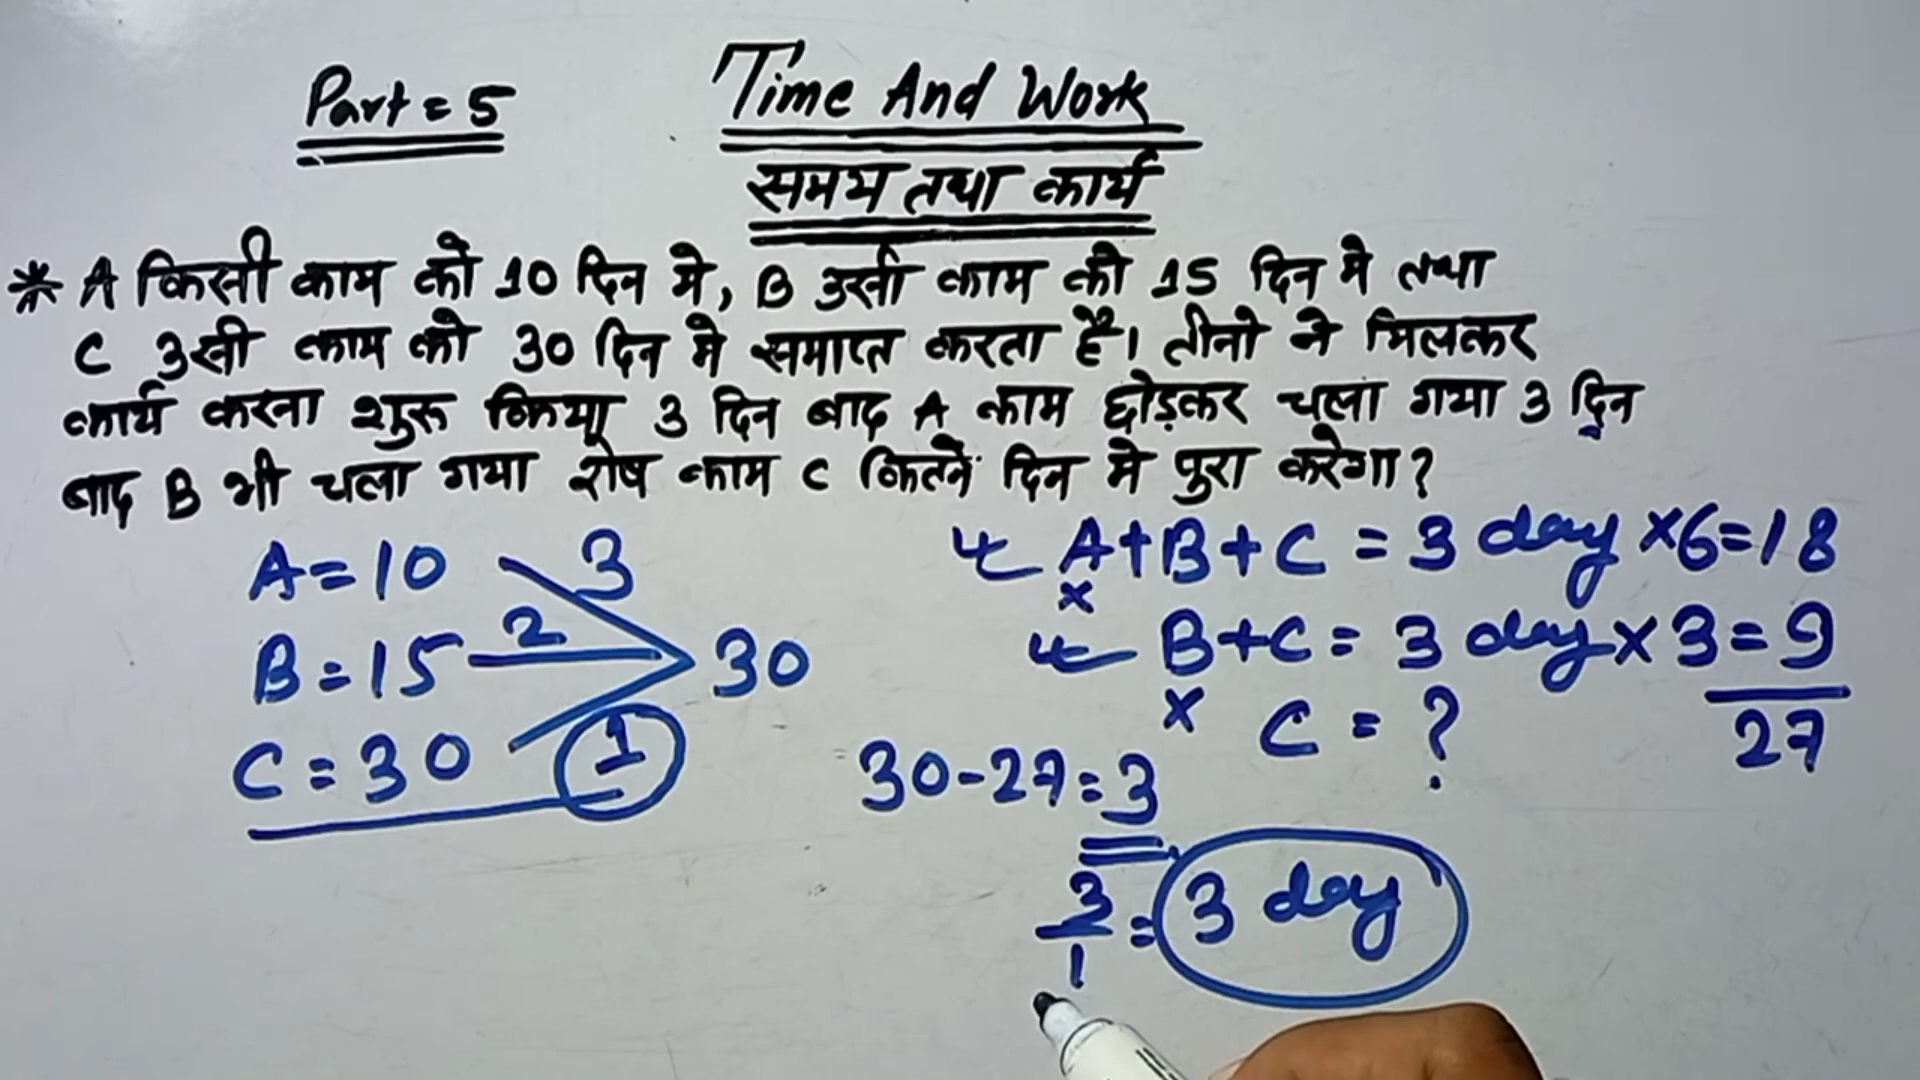 Part = 5
Time And Work
समय तथा कार्य
* A किसी काम को 10 दिन मे, B उसी काम को 15 दिन मे तथा
C उसी काम को 30 दिन मे समाप्त करता है। तीनो ने मिलकर
कार्य करना शुरू किया 3 दिन बाद A काम छोड़कर चला गया 3 दिन
बाद B भी चला गया शेष काम C कितने दिन मे पुरा करेगा?
A = 10
3
B = 15
2
30
C = 30
1
A+B+C = 3 day ×6=18
×
B+C = 3 day × 3 = 9
×
C = ?
27
30-27=3
3/1 = 3 day